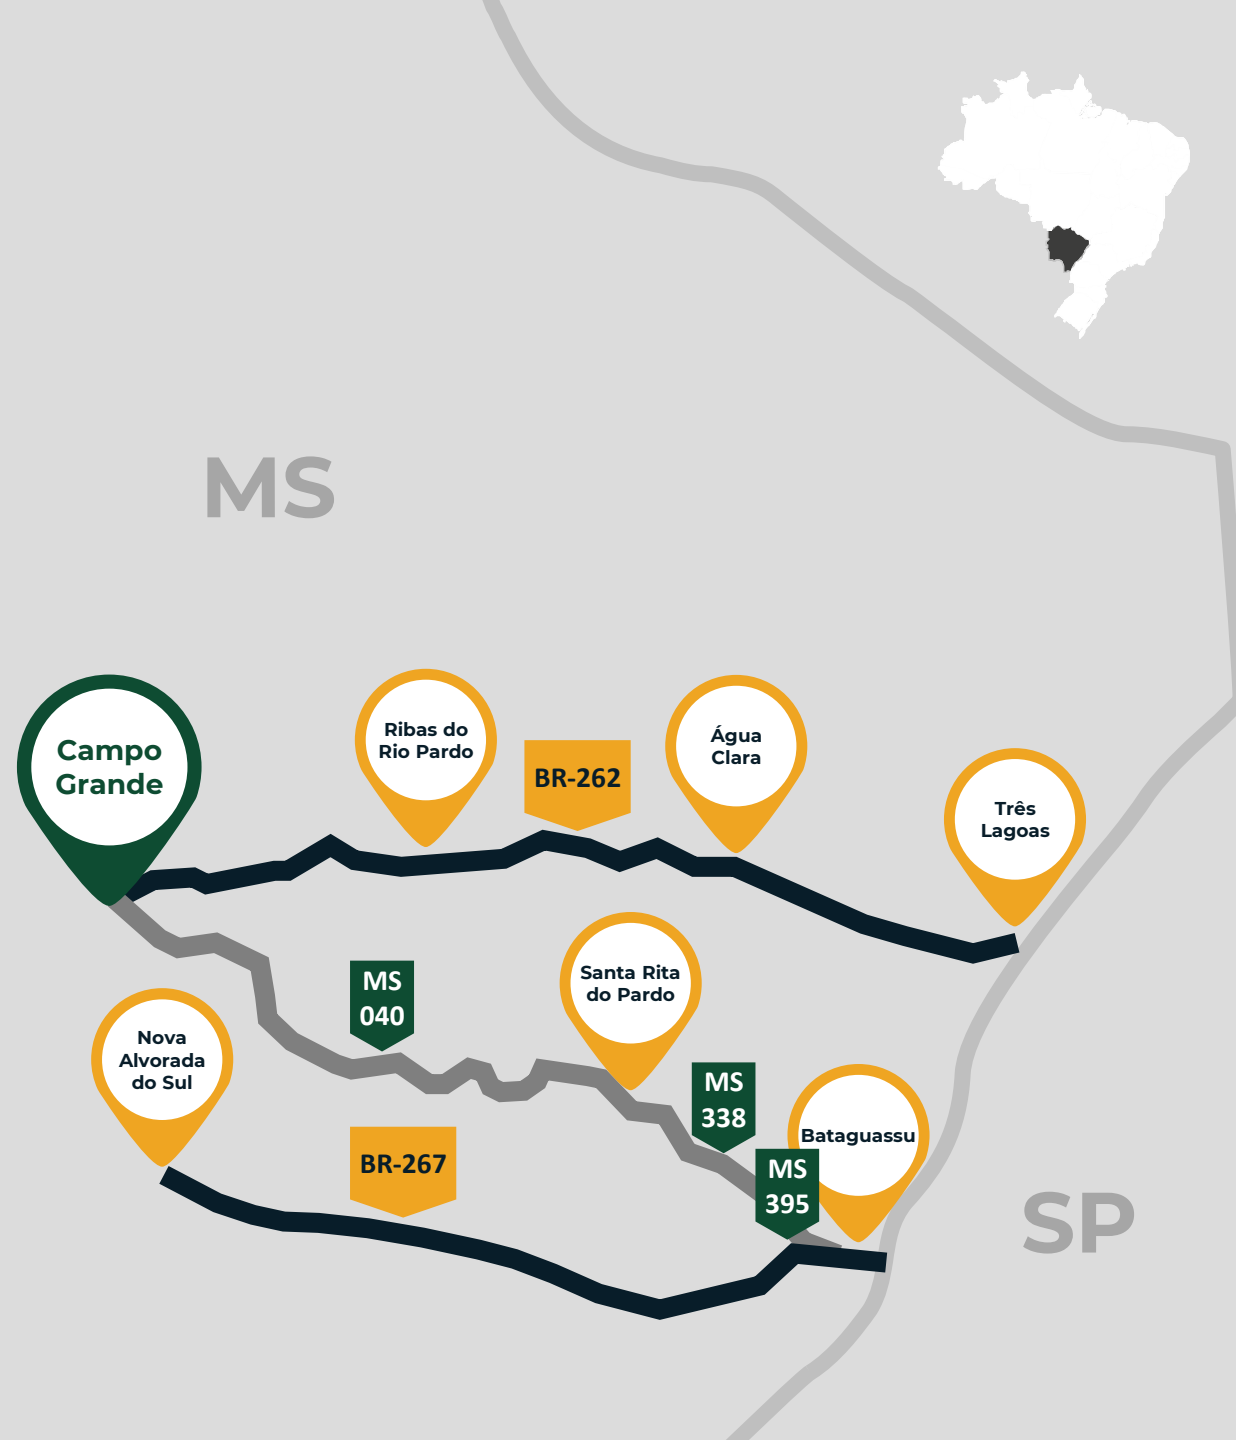 MS
Campo
Grande
Ribas do
Rio Pardo
BR-262
Água
Clara
Três
Lagoas
Santa Rita
do Pardo
MS
040
Nova
Alvorada
do Sul
MS
338
Bataguassu
BR-267
MS
395
SP